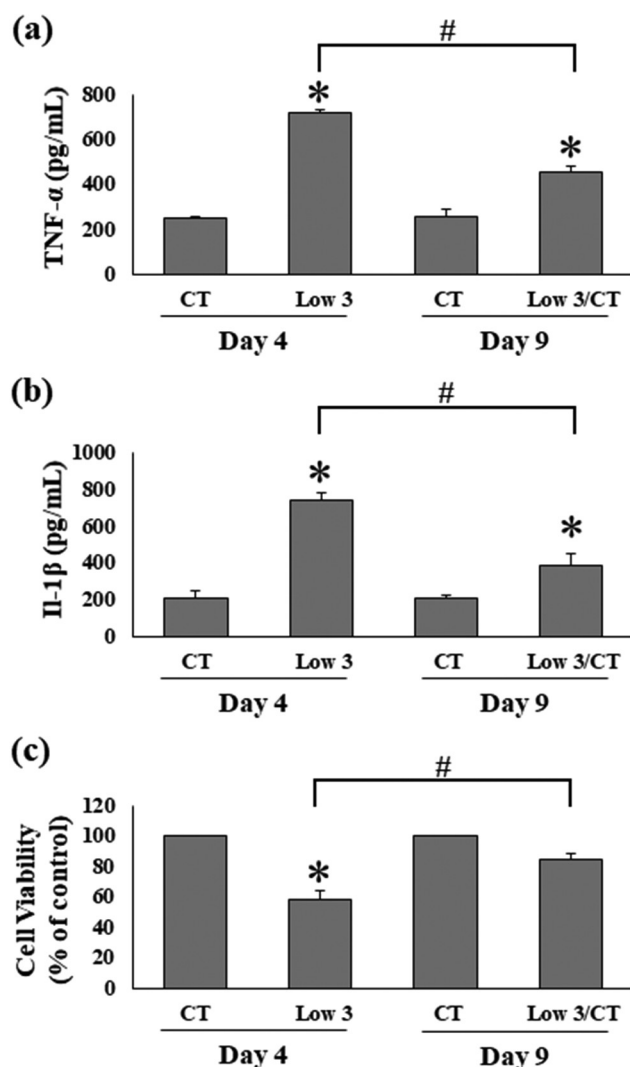 (a)
#
TNF-α (pg/mL)
800
600
400
200
0
*
*
CT
Low 3
CT
Low 3/CT
Day 4
Day 9
(b)
#
Il-1β (pg/mL)
1000
800
600
400
200
0
*
*
CT
Low 3
CT
Low 3/CT
Day 4
Day 9
(c)
#
Cell Viability
(% of control)
120
100
80
60
40
20
0
*
CT
Low 3
CT
Low 3/CT
Day 4
Day 9